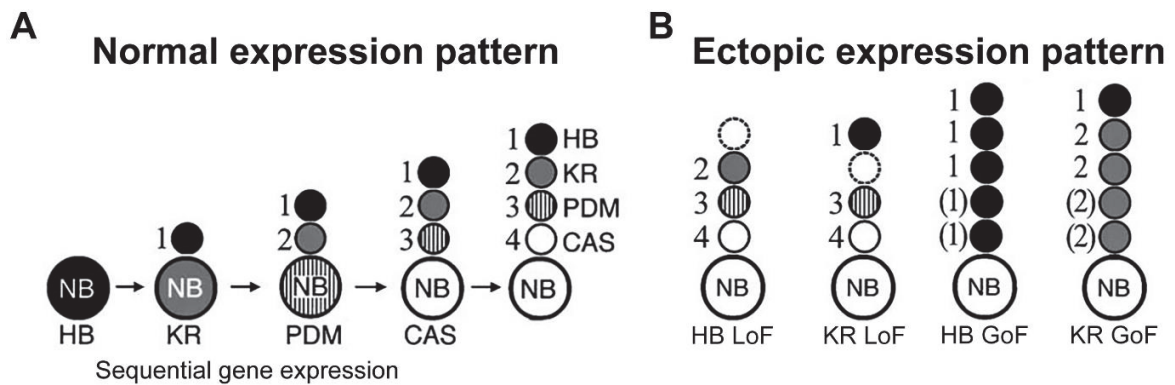 A
Normal expression pattern
1 HB
2 KR
3 PDM
4 CAS
1
2
3
1
2
1
NB
NB
NB
NB
NB
HB
KR
PDM
CAS
Sequential gene expression
B
Ectopic expression pattern
2
3
4
NB
HB LoF
1
3
4
NB
KR LoF
1
1
1
(1)
(1)
NB
HB GoF
1
2
2
(2)
(2)
NB
KR GoF